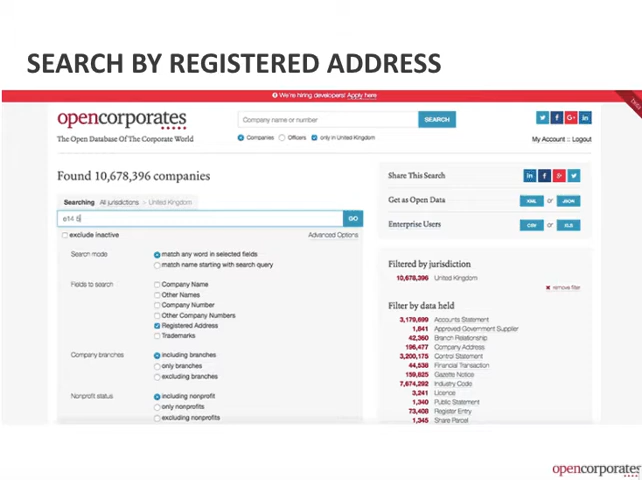 SEARCH BY REGISTERED ADDRESS
We're hiring developers! Apply here
beta
opencorporates
The Open Database Of The Corporate World
Company name or number
SEARCH
Companies Officers only in United Kingdom
My Account :: Logout
Found 10,678,396 companies
Searching All jurisdictions > United Kingdom
e14 5
GO
exclude inactive
Advanced Options
Search mode
match any word in selected fields
match name starting with search query
Fields to search
Company Name
Other Names
Company Number
Other Company Numbers
Registered Address
Trademarks
Company branches
including branches
only branches
excluding branches
Nonprofit status
including nonprofit
only nonprofits
excluding nonprofits
Share This Search
Get as Open Data
XML or JSON
Enterprise Users
CSV or XLS
Filtered by jurisdiction
10,678,396 United Kingdom
remove filter
Filter by data held
3,179,699 Accounts Statement
1,841 Approved Government Supplier
42,360 Branch Relationship
196,477 Company Address
3,200,175 Control Statement
44,536 Financial Transaction
159,825 Gazette Notice
7,674,292 Industry Code
3,241 Licence
1,340 Public Statement
73,408 Register Entry
1,345 Share Parcel
opencorporates